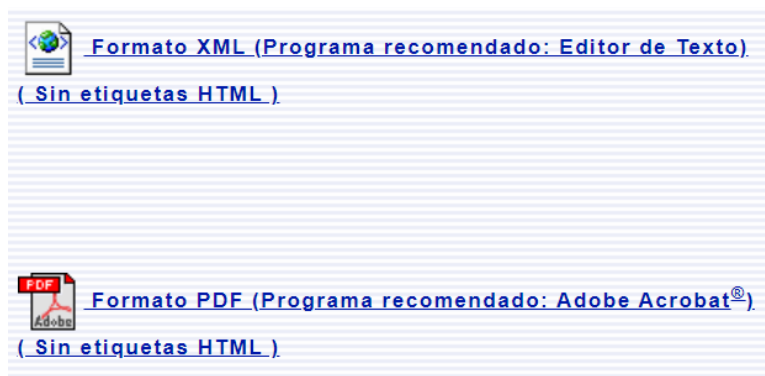 Formato XML (Programa recomendado: Editor de Texto)
( Sin etiquetas HTML )
PDF
Adobe
Formato PDF (Programa recomendado: Adobe Acrobat®)
( Sin etiquetas HTML )